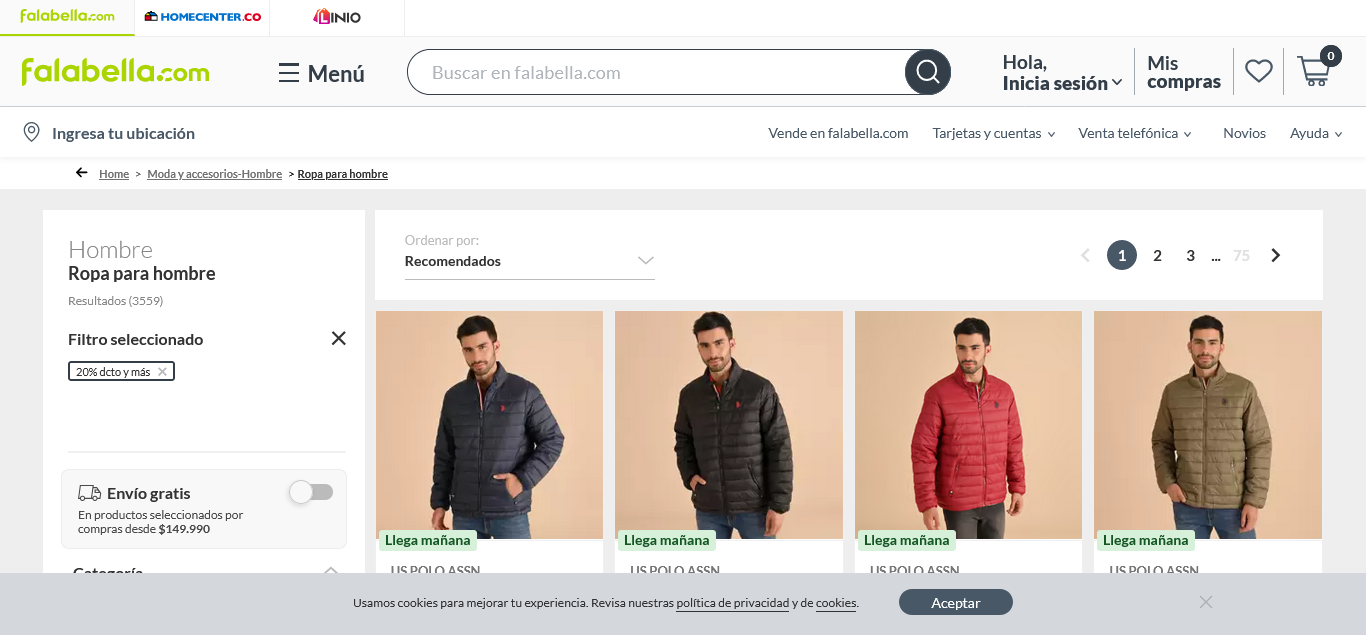 falabella.com
HOMECENTER.CO
LINIO
falabella.com
Menú
Buscar en falabella.com
Hola,
Inicia sesión
Mis
compras
0
Ingresa tu ubicación
Vende en falabella.com
Tarjetas y cuentas
Venta telefónica
Novios
Ayuda
Home > Moda y accesorios-Hombre > Ropa para hombre
Hombre
Ropa para hombre
Resultados (3559)
Filtro seleccionado
20% dcto y más
Envío gratis
En productos seleccionados por
compras desde $149.990
Categoría
Ordenar por:
Recomendados
1 2 3 ... 75
Llega mañana
Llega mañana
Llega mañana
Llega mañana
US POLO ASSN
US POLO ASSN
US POLO ASSN
US POLO ASSN
Usamos cookies para mejorar tu experiencia. Revisa nuestras política de privacidad y de cookies.
Aceptar